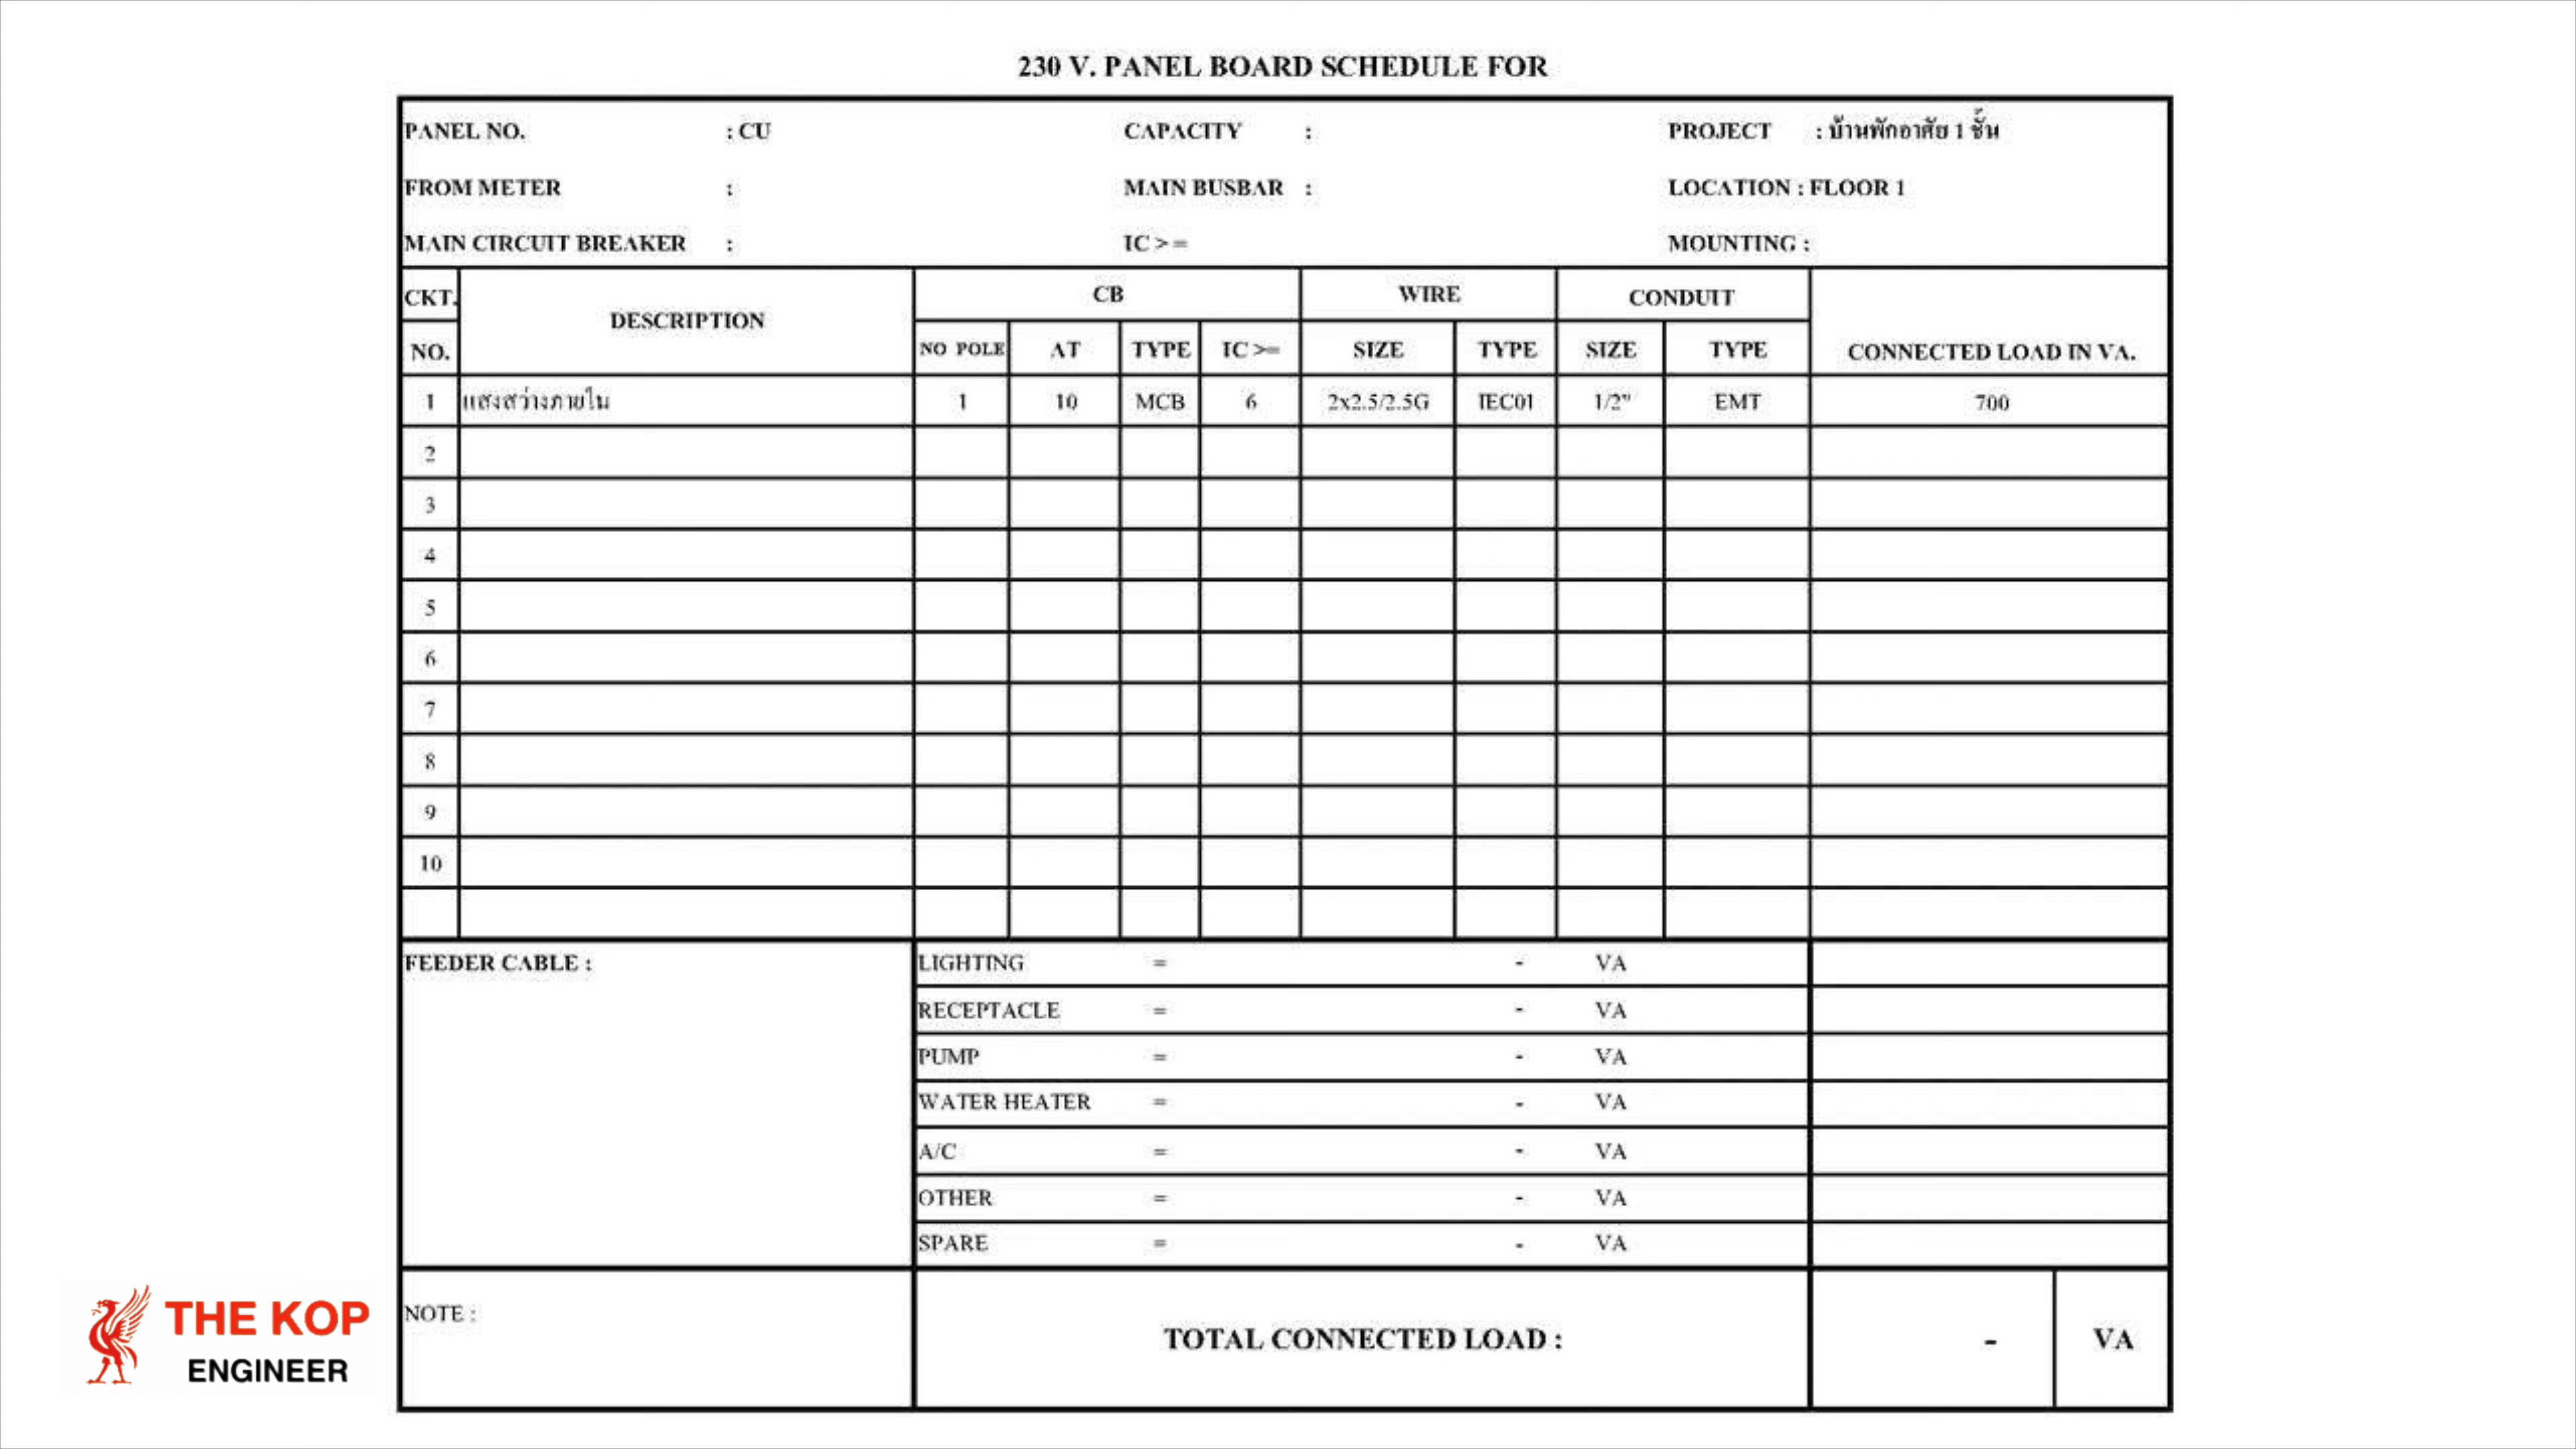 230 V. PANEL BOARD SCHEDULE FOR
PANEL NO. : CU CAPACITY : PROJECT : บ้านพักอาศัย 1 ชั้น
FROM METER : MAIN BUSBAR : LOCATION : FLOOR 1
MAIN CIRCUIT BREAKER : IC >= MOUNTING :
CKT. DESCRIPTION CB WIRE CONDUIT
NO. NO POLE AT TYPE IC >= SIZE TYPE SIZE TYPE CONNECTED LOAD IN VA.
1 แสงสว่างภายใน 1 10 MCB 6 2x2.5/2.5G IEC01 1/2" EMT 700
2
3
4
5
6
7
8
9
10
FEEDER CABLE : LIGHTING = - VA
RECEPTACLE = - VA
PUMP = - VA
WATER HEATER = - VA
A/C = - VA
OTHER = - VA
SPARE = - VA
NOTE : TOTAL CONNECTED LOAD : - VA
THE KOP
ENGINEER